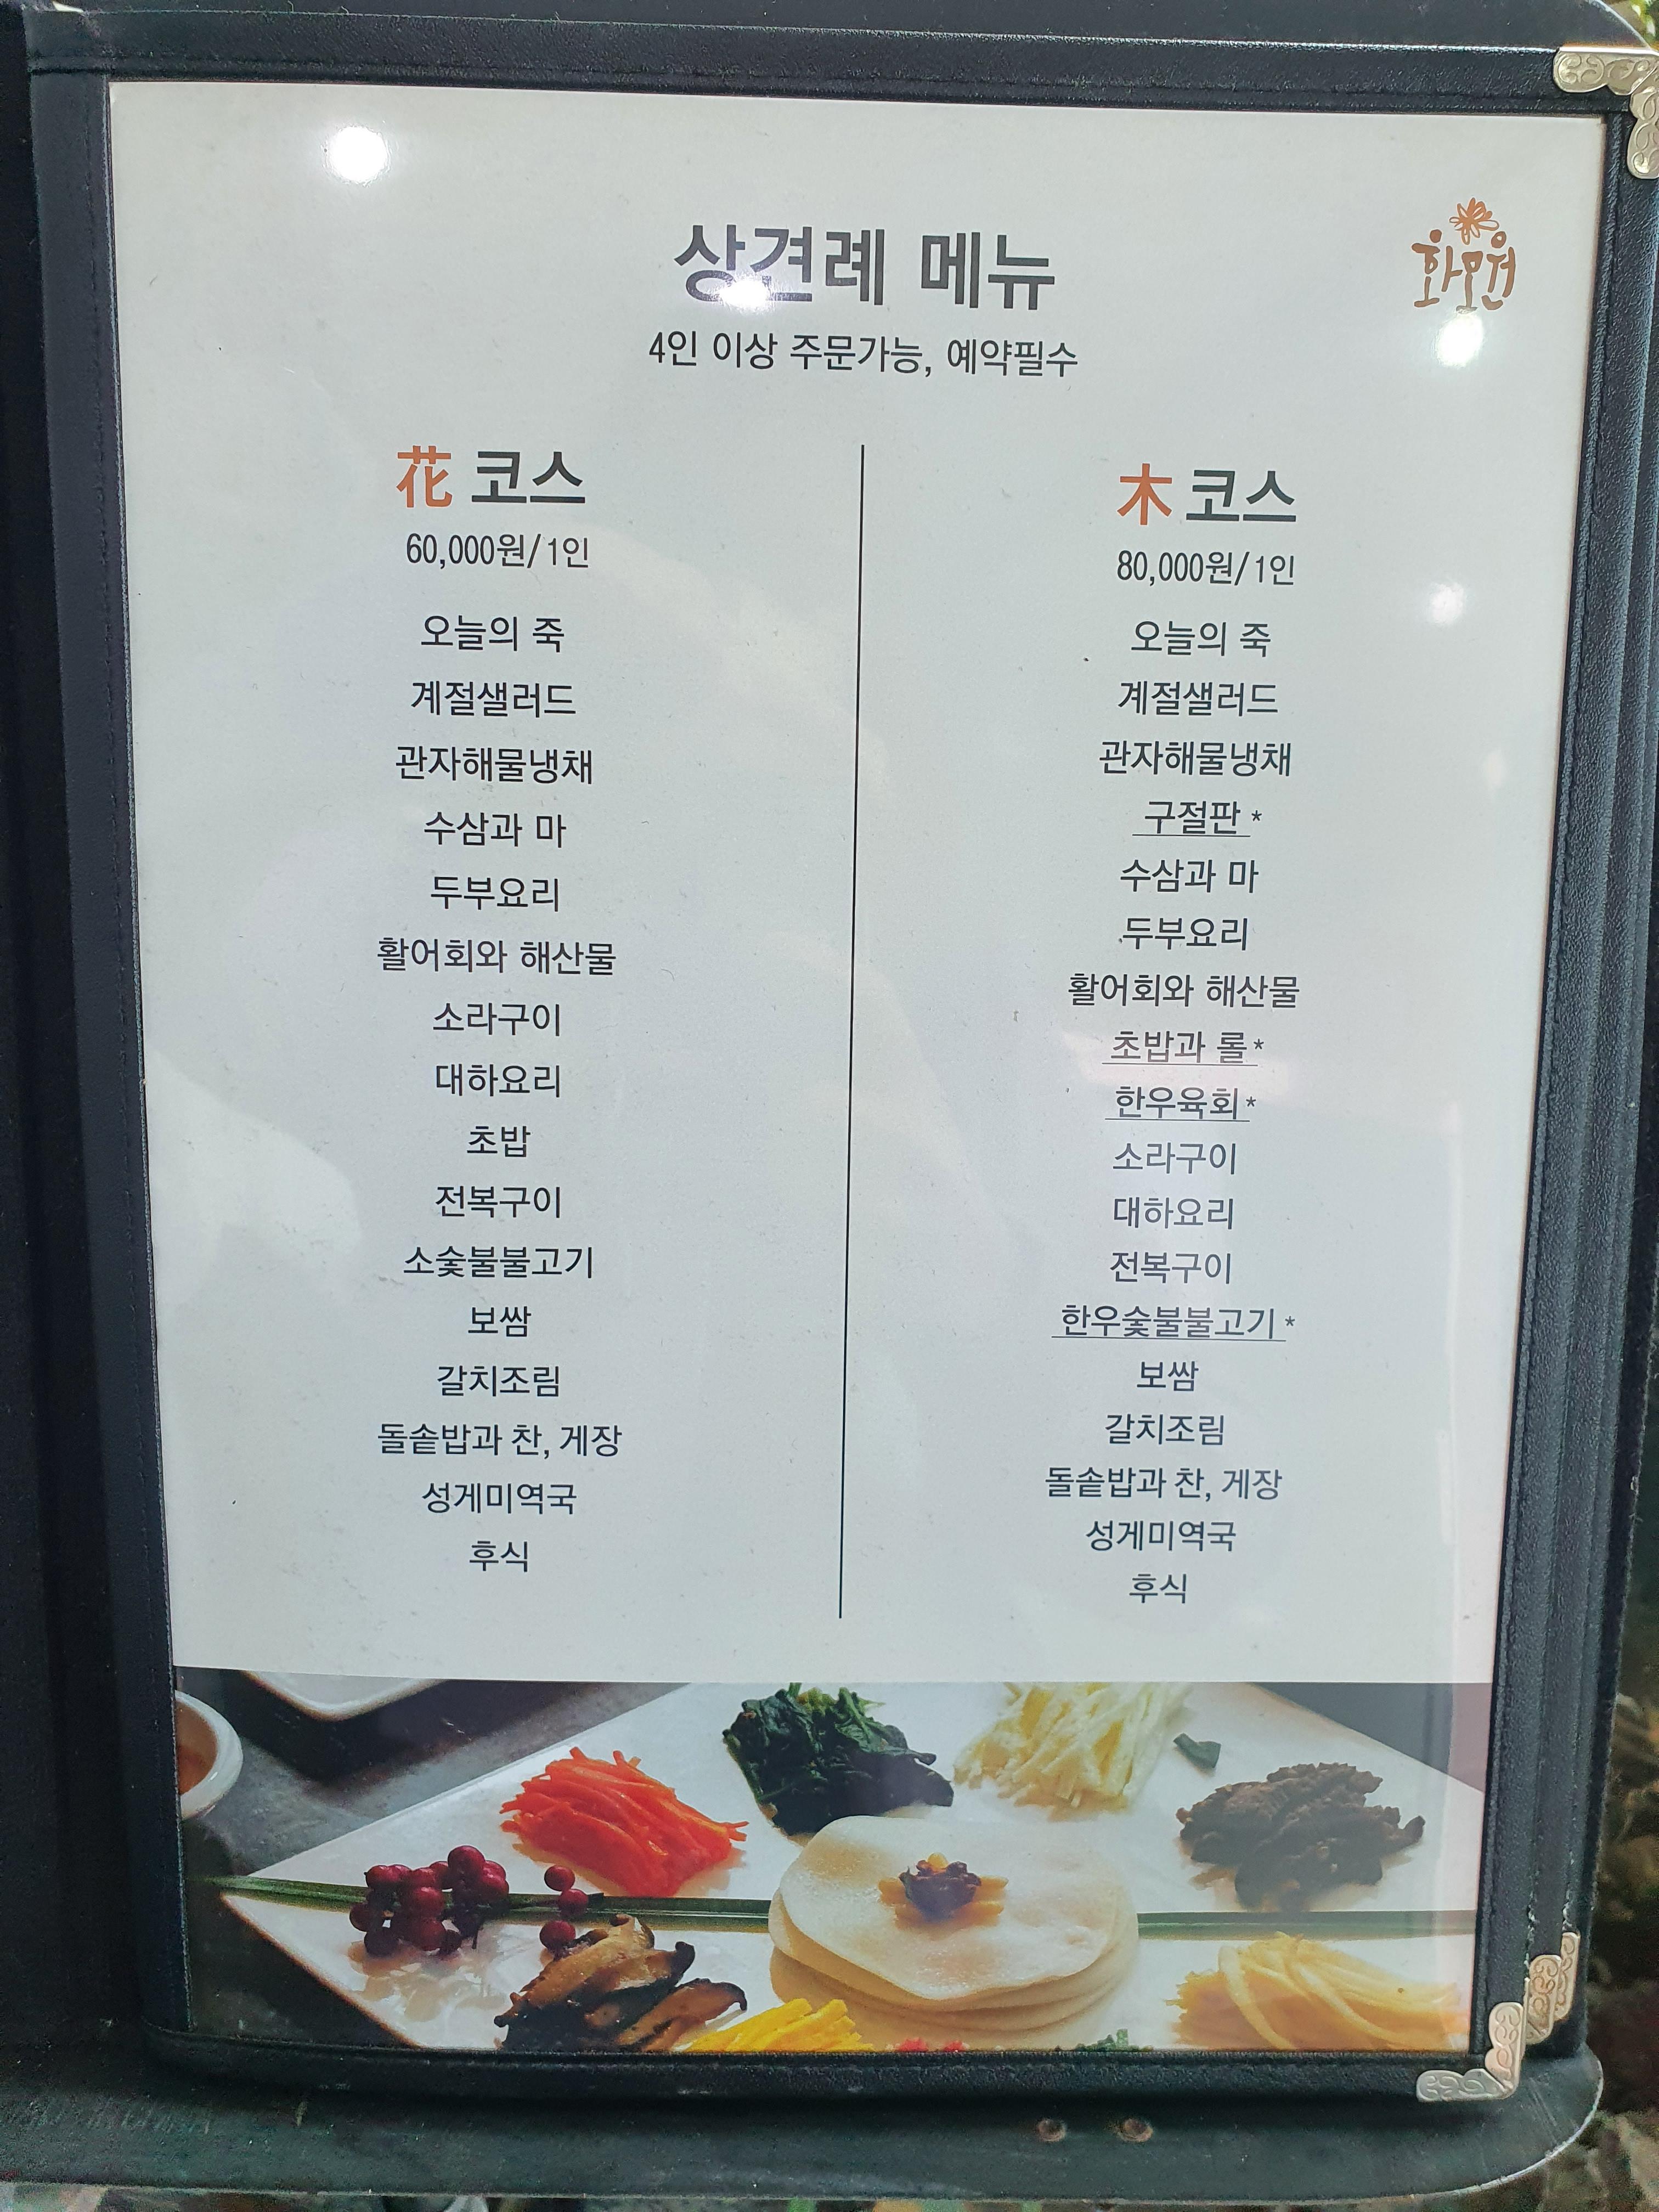 화목원
상견례 메뉴
4인 이상 주문가능, 예약필수
花 코스
60,000원/1인
오늘의 죽
계절샐러드
관자해물냉채
수삼과 마
두부요리
활어회와 해산물
소라구이
대하요리
초밥
전복구이
소숯불불고기
보쌈
갈치조림
돌솥밥과 찬, 게장
성게미역국
후식
木 코스
80,000원/1인
오늘의 죽
계절샐러드
관자해물냉채
구절판 *
수삼과 마
두부요리
활어회와 해산물
초밥과 롤*
한우육회*
소라구이
대하요리
전복구이
한우숯불불고기*
보쌈
갈치조림
돌솥밥과 찬, 게장
성게미역국
후식